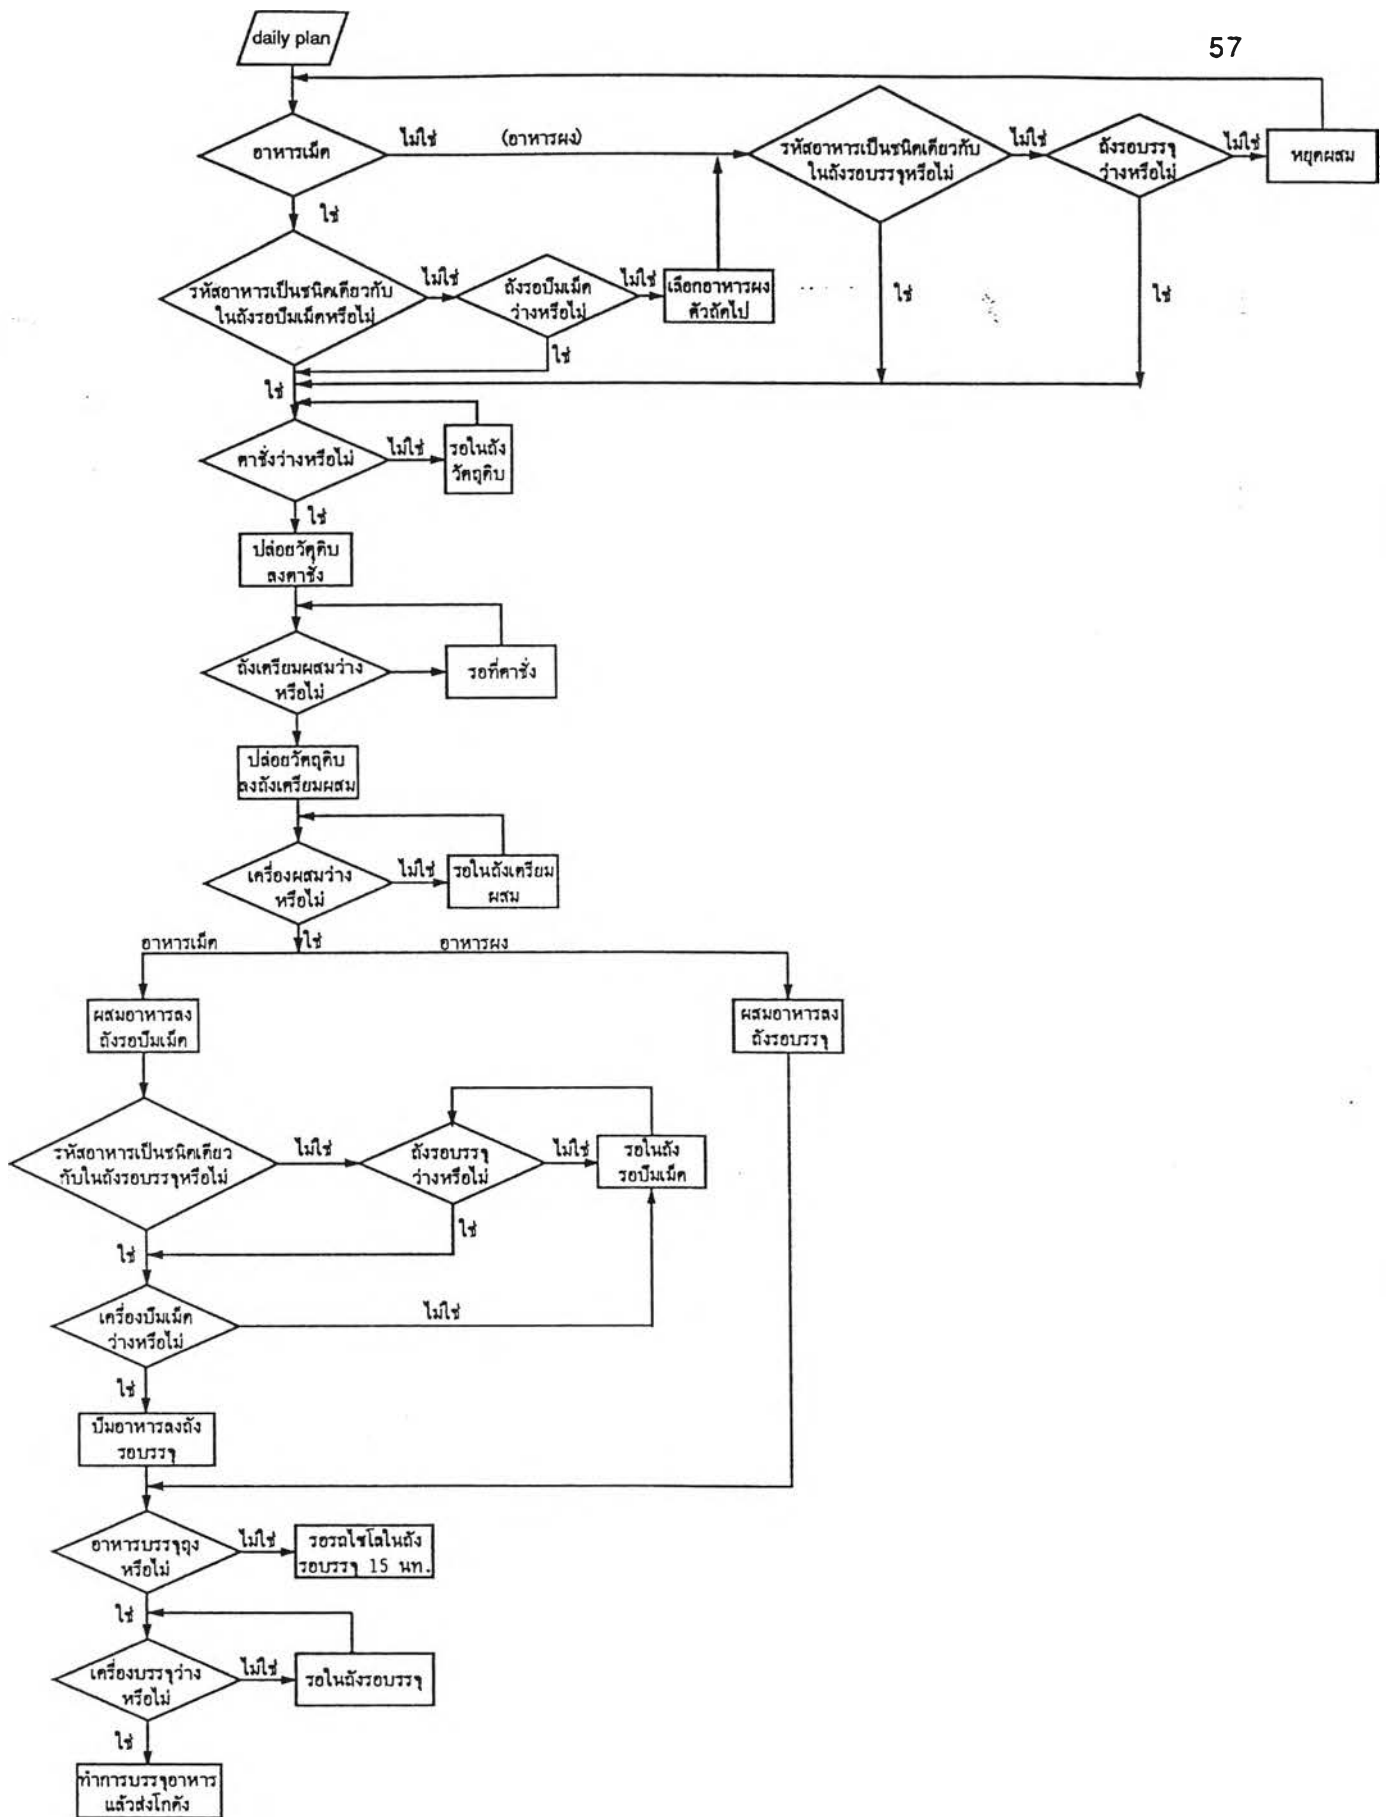 57
daily plan
อาหารเม็ด
ไม่ใช่
(อาหารผง)
รหัสอาหารเป็นชนิดเดียวกับ
ในถังรอบรรจุหรือไม่
ไม่ใช่
ถังรอบรรจุ
ว่างหรือไม่
ไม่ใช่
หยุดผสม
ใช่
รหัสอาหารเป็นชนิดเดียวกับ
ในถังรอปั๊มเม็ดหรือไม่
ไม่ใช่
ถังรอปั๊มเม็ด
ว่างหรือไม่
ไม่ใช่
เลือกอาหารผง
ตัวถัดไป
ใช่
ใช่
ใช่
ใช่
ตาชั่งว่างหรือไม่
ไม่ใช่
รอในถัง
วัตถุดิบ
ใช่
ปล่อยวัตุดิบ
ลงตาชั่ง
ถังเตรียมผสมว่าง
หรือไม่
รอที่ตาชั่ง
ปล่อยวัตถุดิบ
ลงถังเตรียมผสม
เครื่องผสมว่าง
หรือไม่
ไม่ใช่
รอในถังเตรียม
ผสม
อาหารเม็ด
ใช่
อาหารผง
ผสมอาหารลง
ถังรอปั๊มเม็ด
ผสมอาหารลง
ถังรอบรรจุ
รหัสอาหารเป็นชนิดเดียว
กับในถังรอบรรจุหรือไม่
ไม่ใช่
ถังรอบรรจุ
ว่างหรือไม่
ไม่ใช่
รอในถัง
รอปั๊มเม็ด
ใช่
ใช่
เครื่องปั๊มเม็ด
ว่างหรือไม่
ไม่ใช่
ใช่
ปั๊มอาหารลงถัง
รอบรรจุ
อาหารบรรจุถุง
หรือไม่
ไม่ใช่
รอรถไซโลในถัง
รอบรรจุ 15 นท.
ใช่
เครื่องบรรจุว่าง
หรือไม่
ไม่ใช่
รอในถังรอบรรจุ
ใช่
ทำการบรรจุอาหาร
แล้วส่งโกดัง